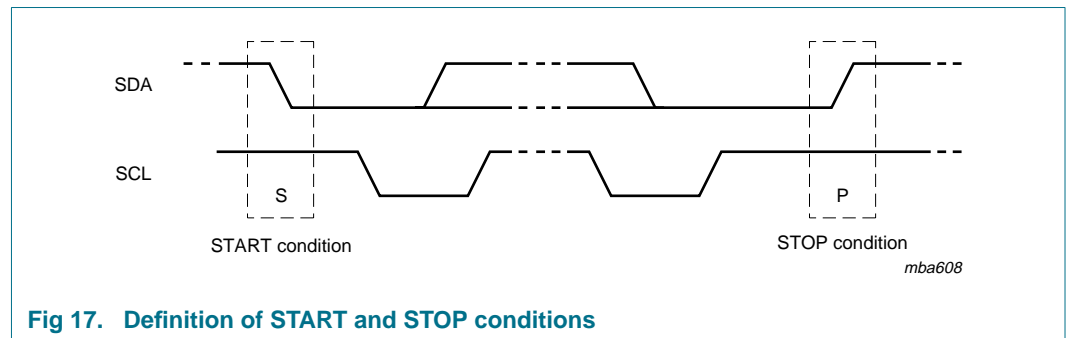 SDA
SCL
S
P
START condition
STOP condition
mba608
Fig 17. Definition of START and STOP conditions